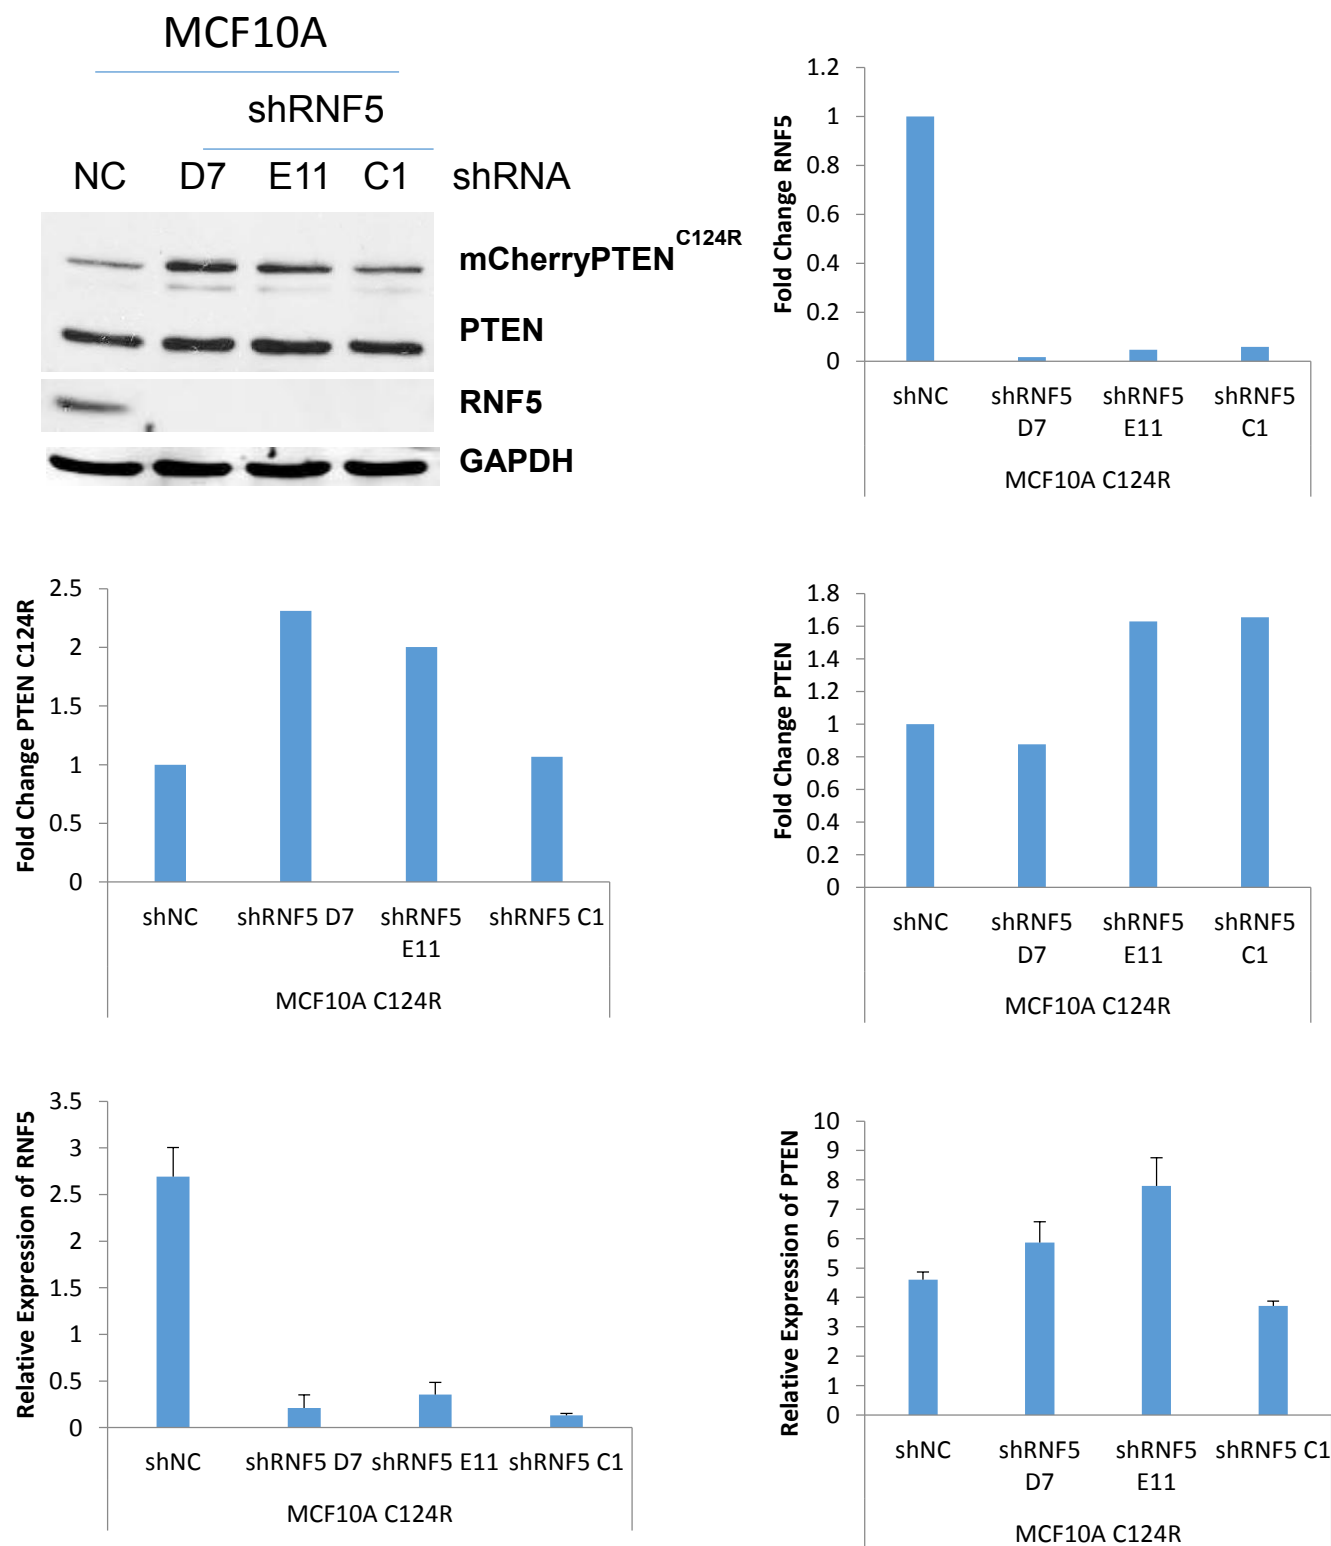 MCF10A
shRNF5
NC D7 E11 C1 shRNA
mCherryPTEN^C124R
PTEN
RNF5
GAPDH
Fold Change RNF5
1.2
1
0.8
0.6
0.4
0.2
0
shNC shRNF5 shRNF5 shRNF5
D7 E11 C1
MCF10A C124R
Fold Change PTEN C124R
2.5
2
1.5
1
0.5
0
shNC shRNF5 D7 shRNF5 shRNF5 C1
E11
MCF10A C124R
Fold Change PTEN
1.8
1.6
1.4
1.2
1
0.8
0.6
0.4
0.2
0
shNC shRNF5 shRNF5 shRNF5
D7 E11 C1
MCF10A C124R
Relative Expression of RNF5
3.5
3
2.5
2
1.5
1
0.5
0
shNC shRNF5 D7 shRNF5 E11 shRNF5 C1
MCF10A C124R
Relative Expression of PTEN
10
9
8
7
6
5
4
3
2
1
0
shNC shRNF5 shRNF5 shRNF5 C1
D7 E11
MCF10A C124R